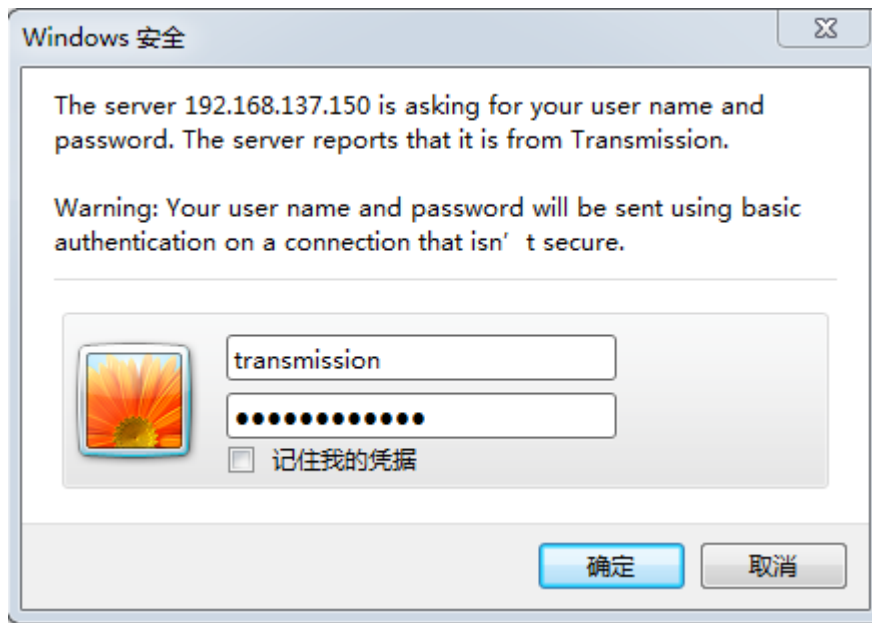 Windows 安全
The server 192.168.137.150 is asking for your user name and
password. The server reports that it is from Transmission.
Warning: Your user name and password will be sent using basic
authentication on a connection that isn’ t secure.
transmission
●●●●●●●●●●●●
记住我的凭据
确定
取消